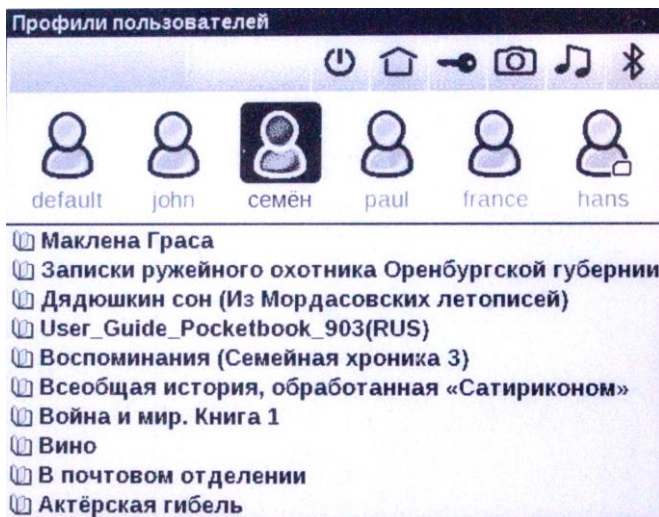 Профили пользователей
default john семён paul france hans
Маклена Граса
Записки ружейного охотника Оренбургской губернии
Дядюшкин сон (Из Мордасовских летописей)
User_Guide_Pocketbook_903(RUS)
Воспоминания (Семейная хроника 3)
Всеобщая история, обработанная «Сатириконом»
Война и мир. Книга 1
Вино
В почтовом отделении
Актёрская гибель